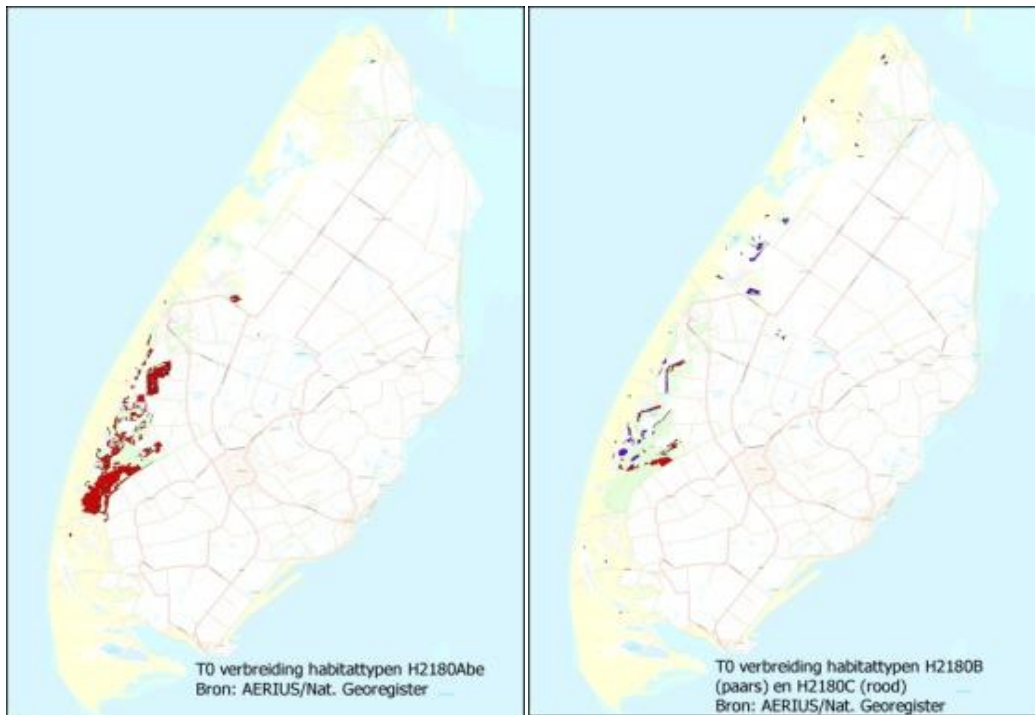 T0 verbreiding habitattypen H2180Abe
Bron: AERIUS/Nat. Georegister
T0 verbreiding habitattypen H2180B
(paars) en H2180C (rood)
Bron: AERIUS/Nat. Georegister